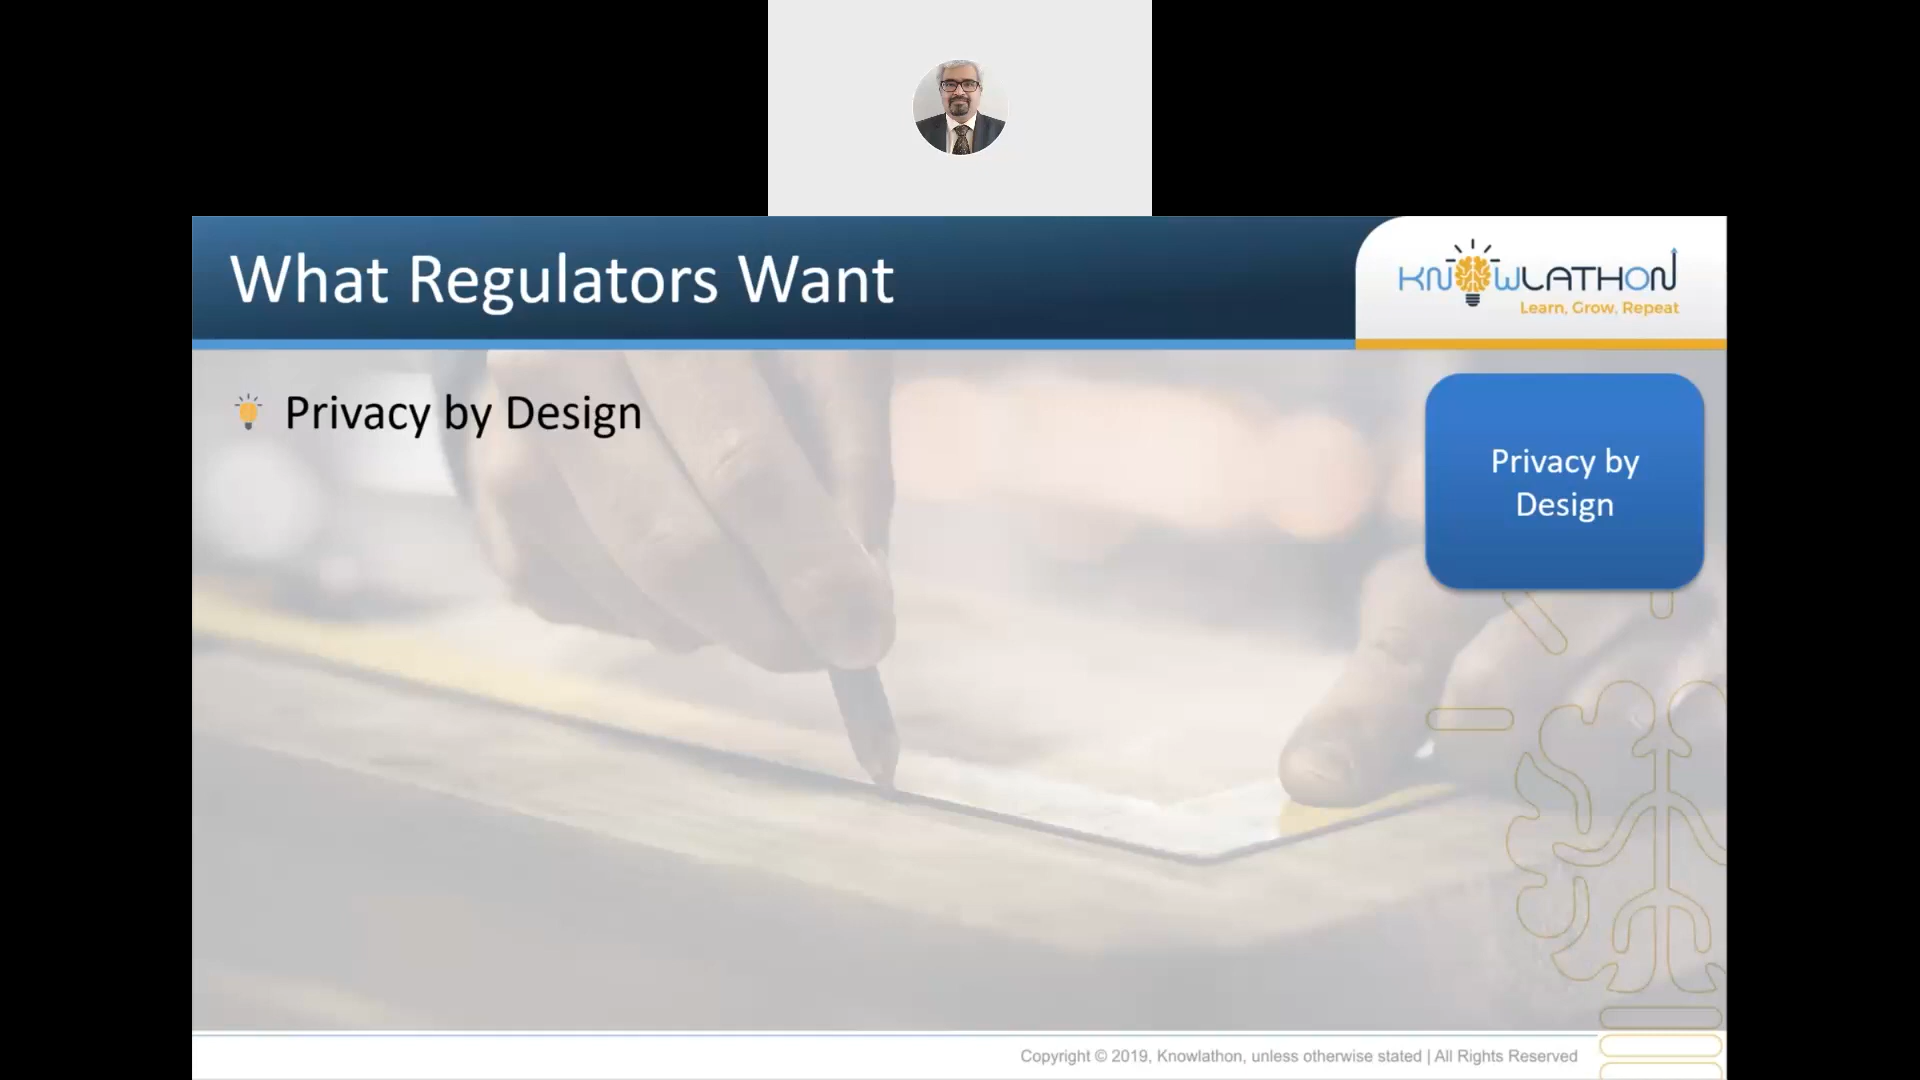 What Regulators Want
KNOWLATHON
Learn, Grow, Repeat
Privacy by Design
Privacy by
Design
Copyright © 2019, Knowlathon, unless otherwise stated | All Rights Reserved